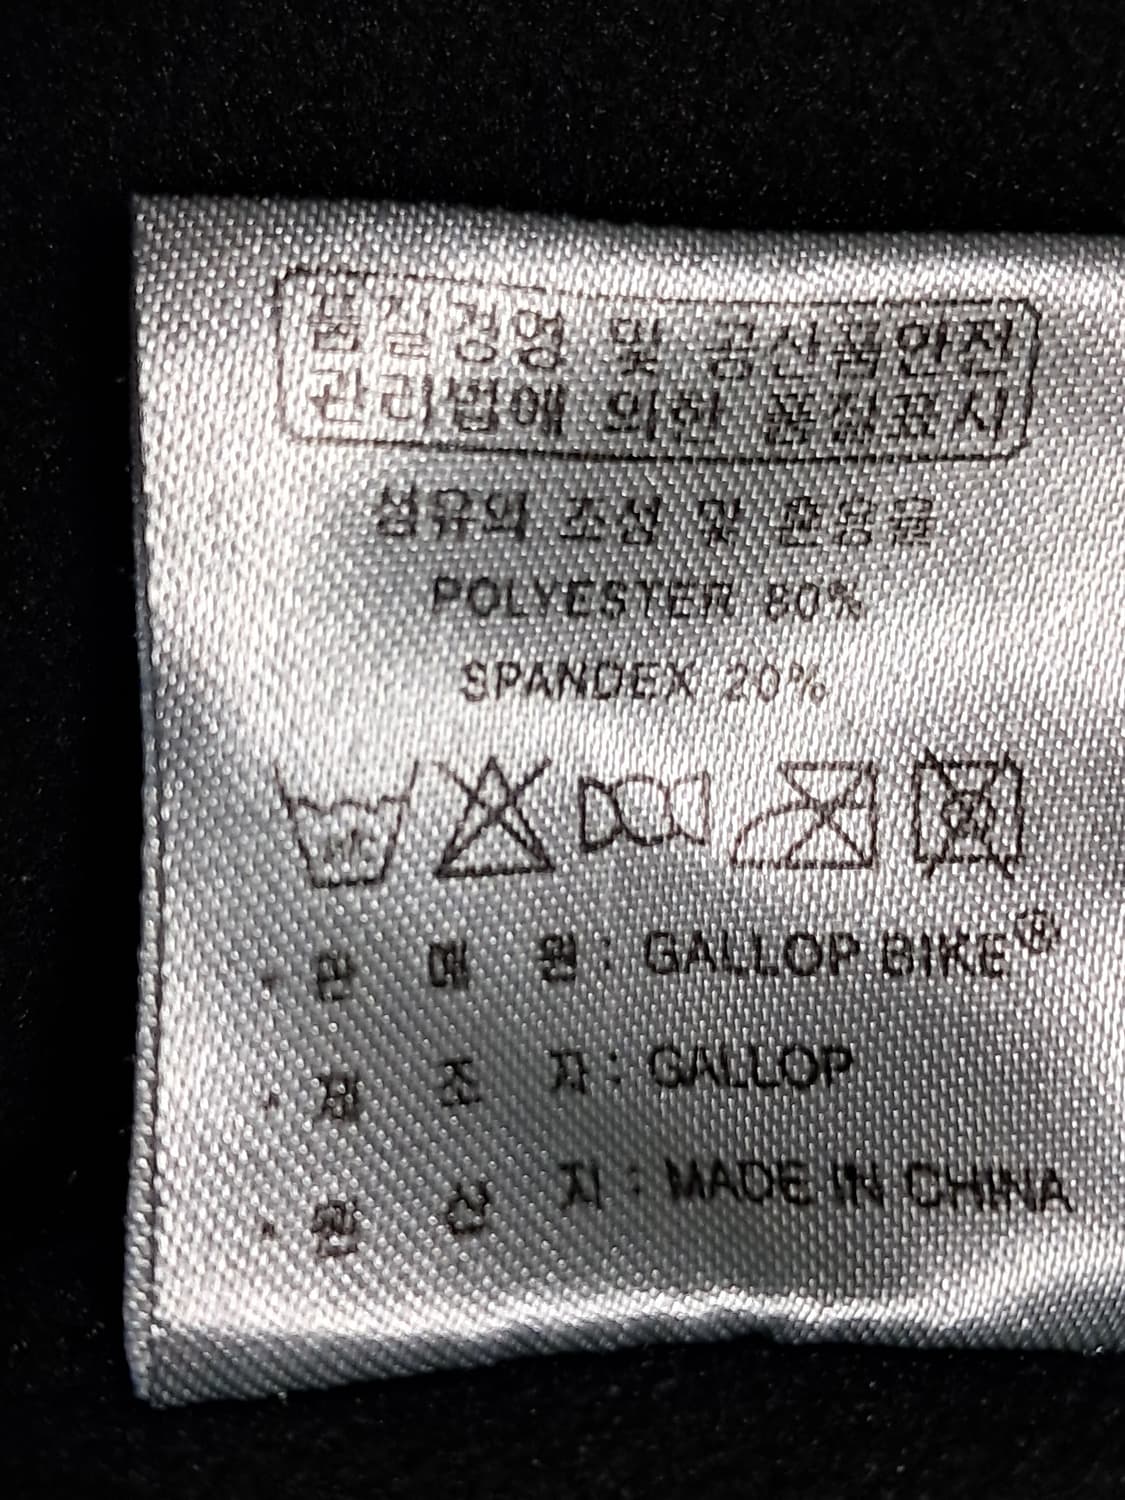 품질경영 및 공산품안전
관리법에 의한 품질표시
섬유의 조성 및 혼용률
POLYESTER 80%
SPANDEX 20%
· 판 매 원 : GALLOP BIKE®
· 제 조 자 : GALLOP
· 원 산 지 : MADE IN CHINA